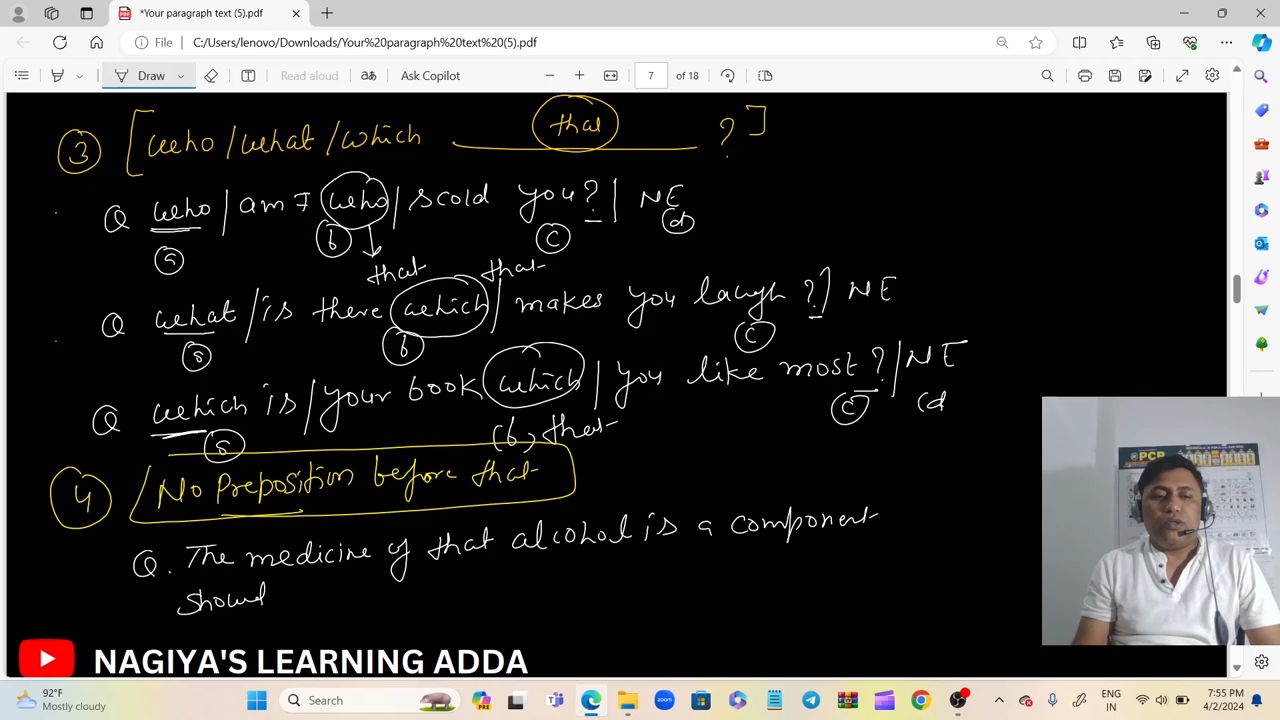 *Your paragraph text (5).pdf
File
C:/Users/lenovo/Downloads/Your%20paragraph%20text%20(5).pdf
Draw
Read aloud
Ask Copilot
7 of 18
3 [who/what/which that ?]
Q who/am I who/scold you?/NE
(a) (b) (c) (d)
that that
Q what/is there which/makes you laugh?/NE
(b) (c)
Q which is/your book which/you like most?/NE
(b) that (c) (d
4 No Preposition before that
Q. The medicine of that alcohol is a component
NAGIYA'S LEARNING ADDA
PCP
92°F
Mostly cloudy
Search
ENG
IN
7:55 PM
4/2/2024